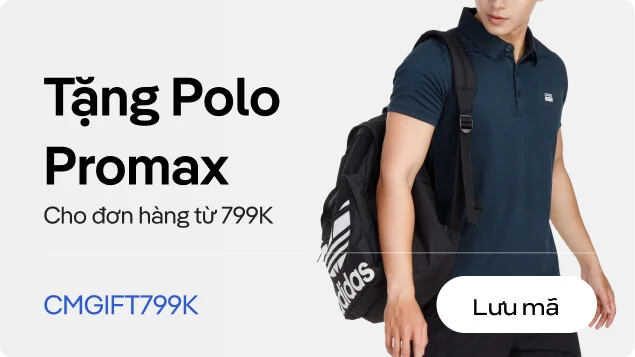 Tặng Polo
Promax
Cho đơn hàng từ 799K
adidas
CMGIFT799K
Lưu mã